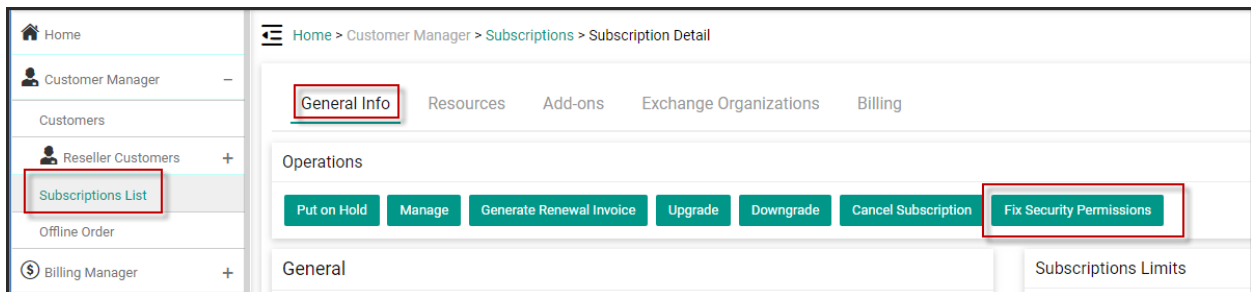 Home
Customer Manager
Customers
Reseller Customers
Subscriptions List
Offline Order
Billing Manager
Home > Customer Manager > Subscriptions > Subscription Detail
General Info Resources Add-ons Exchange Organizations Billing
Operations
Put on Hold Manage Generate Renewal Invoice Upgrade Downgrade Cancel Subscription Fix Security Permissions
General
Subscriptions Limits